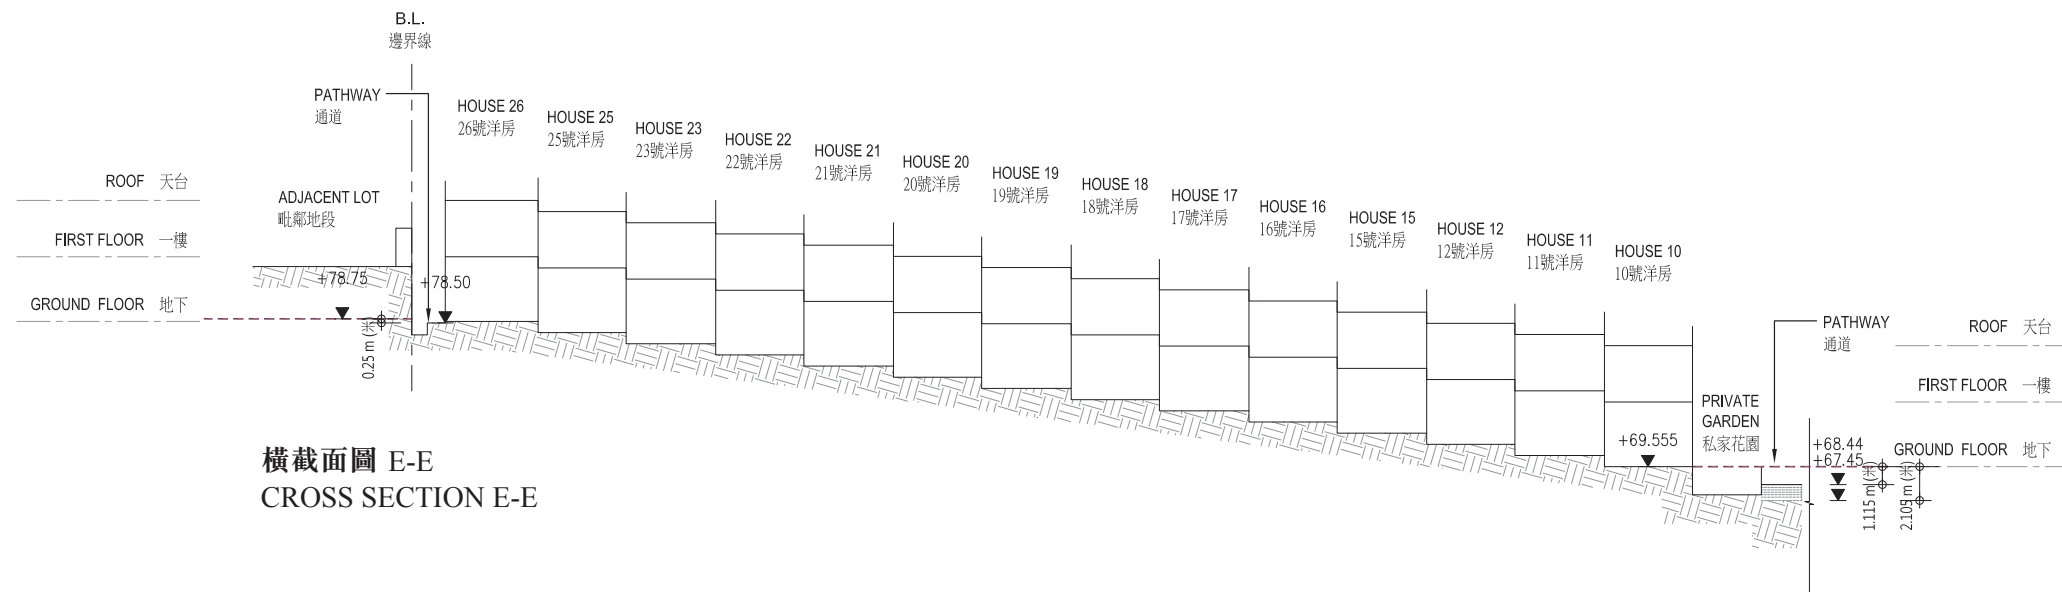 B.L.
邊界線
PATHWAY
通道
HOUSE 26
26號洋房
HOUSE 25
25號洋房
HOUSE 23
23號洋房
HOUSE 22
22號洋房
HOUSE 21
21號洋房
HOUSE 20
20號洋房
HOUSE 19
19號洋房
HOUSE 18
18號洋房
HOUSE 17
17號洋房
HOUSE 16
16號洋房
HOUSE 15
15號洋房
HOUSE 12
12號洋房
HOUSE 11
11號洋房
HOUSE 10
10號洋房
ROOF 天台
ADJACENT LOT
毗鄰地段
FIRST FLOOR 一樓
+78.75
+78.50
GROUND FLOOR 地下
0.25 m (米)
PATHWAY
通道
ROOF 天台
FIRST FLOOR 一樓
PRIVATE
GARDEN
私家花園
+69.555
+68.44
+67.45
GROUND FLOOR 地下
1.115 m (米)
2.105 m (米)
橫截面圖 E-E
CROSS SECTION E-E